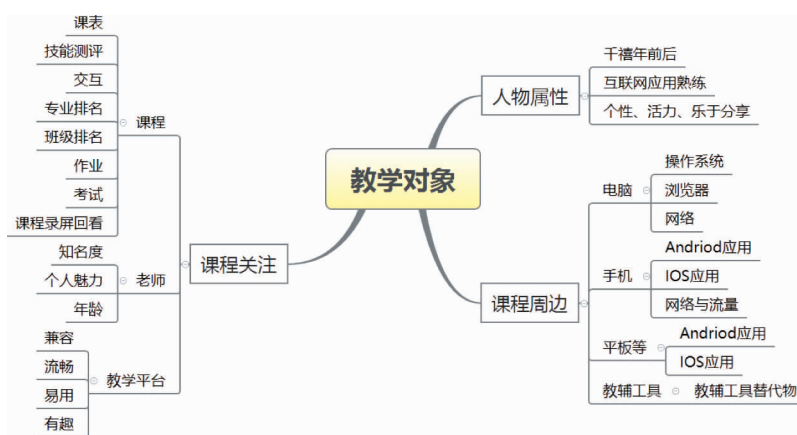 教学对象
人物属性
千禧年前后
互联网应用熟练
个性、活力、乐于分享
课程周边
电脑
操作系统
浏览器
网络
手机
Andriod应用
IOS应用
网络与流量
平板等
Andriod应用
IOS应用
教辅工具
教辅工具替代物
课程关注
课程
课表
技能测评
交互
专业排名
班级排名
作业
考试
课程录屏回看
老师
知名度
个人魅力
年龄
教学平台
兼容
流畅
易用
有趣